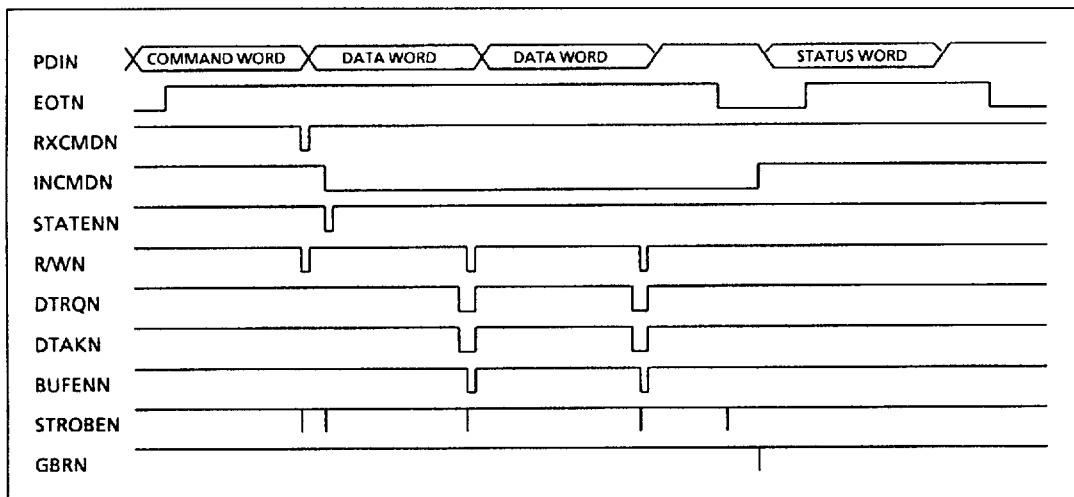 PDIN COMMAND WORD DATA WORD DATA WORD STATUS WORD
EOTN
RXCMDN
INCMDN
STATENN
R/WN
DTRQN
DTAKN
BUFENN
STROBEN
GBRN